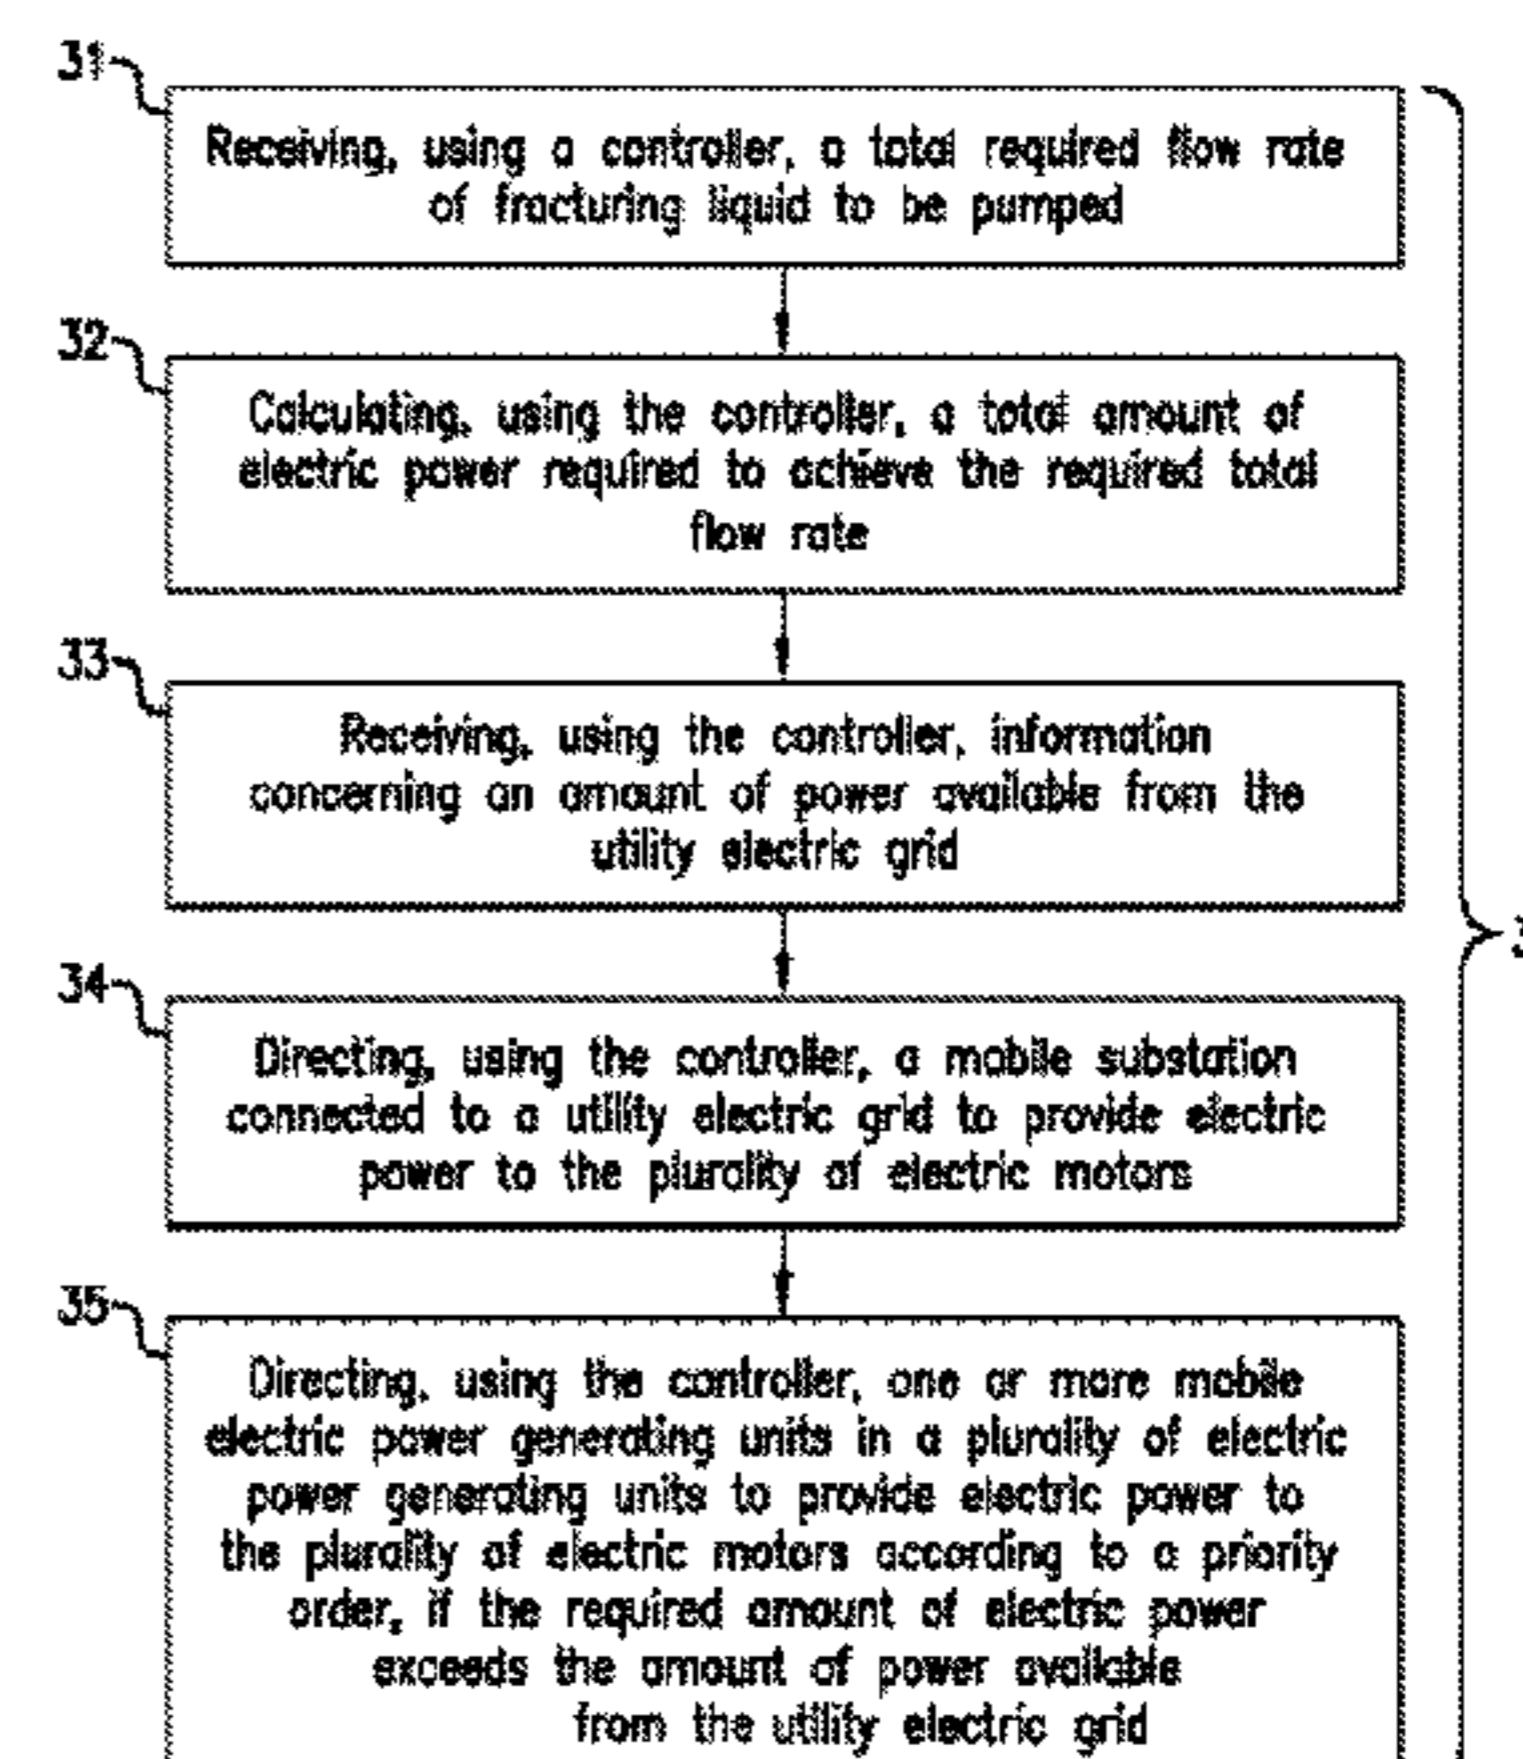 31
Receiving, using a controller, a total required flow rate
of fracturing liquid to be pumped
32
Calculating, using the controller, a total amount of
electric power required to achieve the required total
flow rate
33
Receiving, using the controller, information
concerning an amount of power available from the
utility electric grid
34
Directing, using the controller, a mobile substation
connected to a utility electric grid to provide electric
power to the plurality of electric motors
35
Directing, using the controller, one or more mobile
electric power generating units in a plurality of electric
power generating units to provide electric power to
the plurality of electric motors according to a priority
order, if the required amount of electric power
exceeds the amount of power available
from the utility electric grid